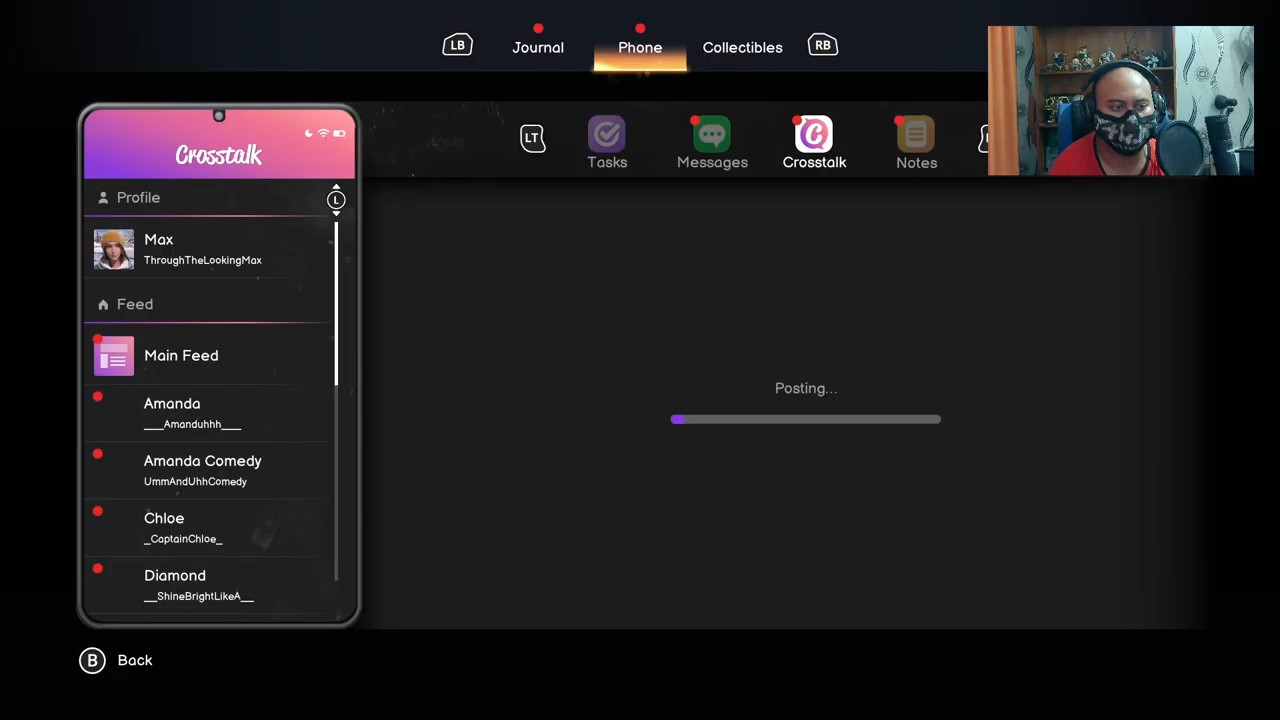 LB
Journal
Phone
Collectibles
RB
Crosstalk
LT
Tasks
Messages
Crosstalk
Notes
Profile
L
Max
ThroughTheLookingMax
Feed
Main Feed
Amanda
___Amanduhhh___
Amanda Comedy
UmmAndUhhComedy
Chloe
_CaptainChloe_
Diamond
__ShineBrightLikeA__
Posting...
B Back